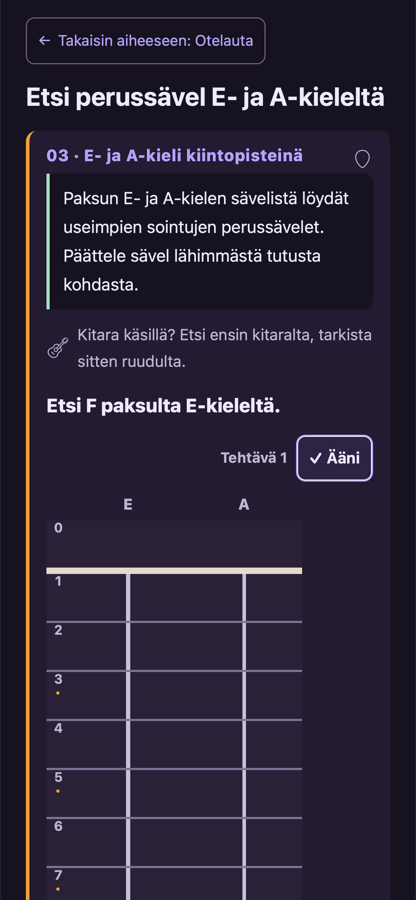 ← Takaisin aiheeseen: Otelauta
Etsi perussävel E- ja A-kieleltä
03 · E- ja A-kieli kiintopisteinä
Paksun E- ja A-kielen sävelistä löydät
useimpien sointujen perussävelet.
Päättele sävel lähimmästä tutusta
kohdasta.
Kitara käsillä? Etsi ensin kitaralta, tarkista
sitten ruudulta.
Etsi F paksulta E-kieleltä.
Tehtävä 1 ✓ Ääni
E A
0
1
2
3
4
5
6
7